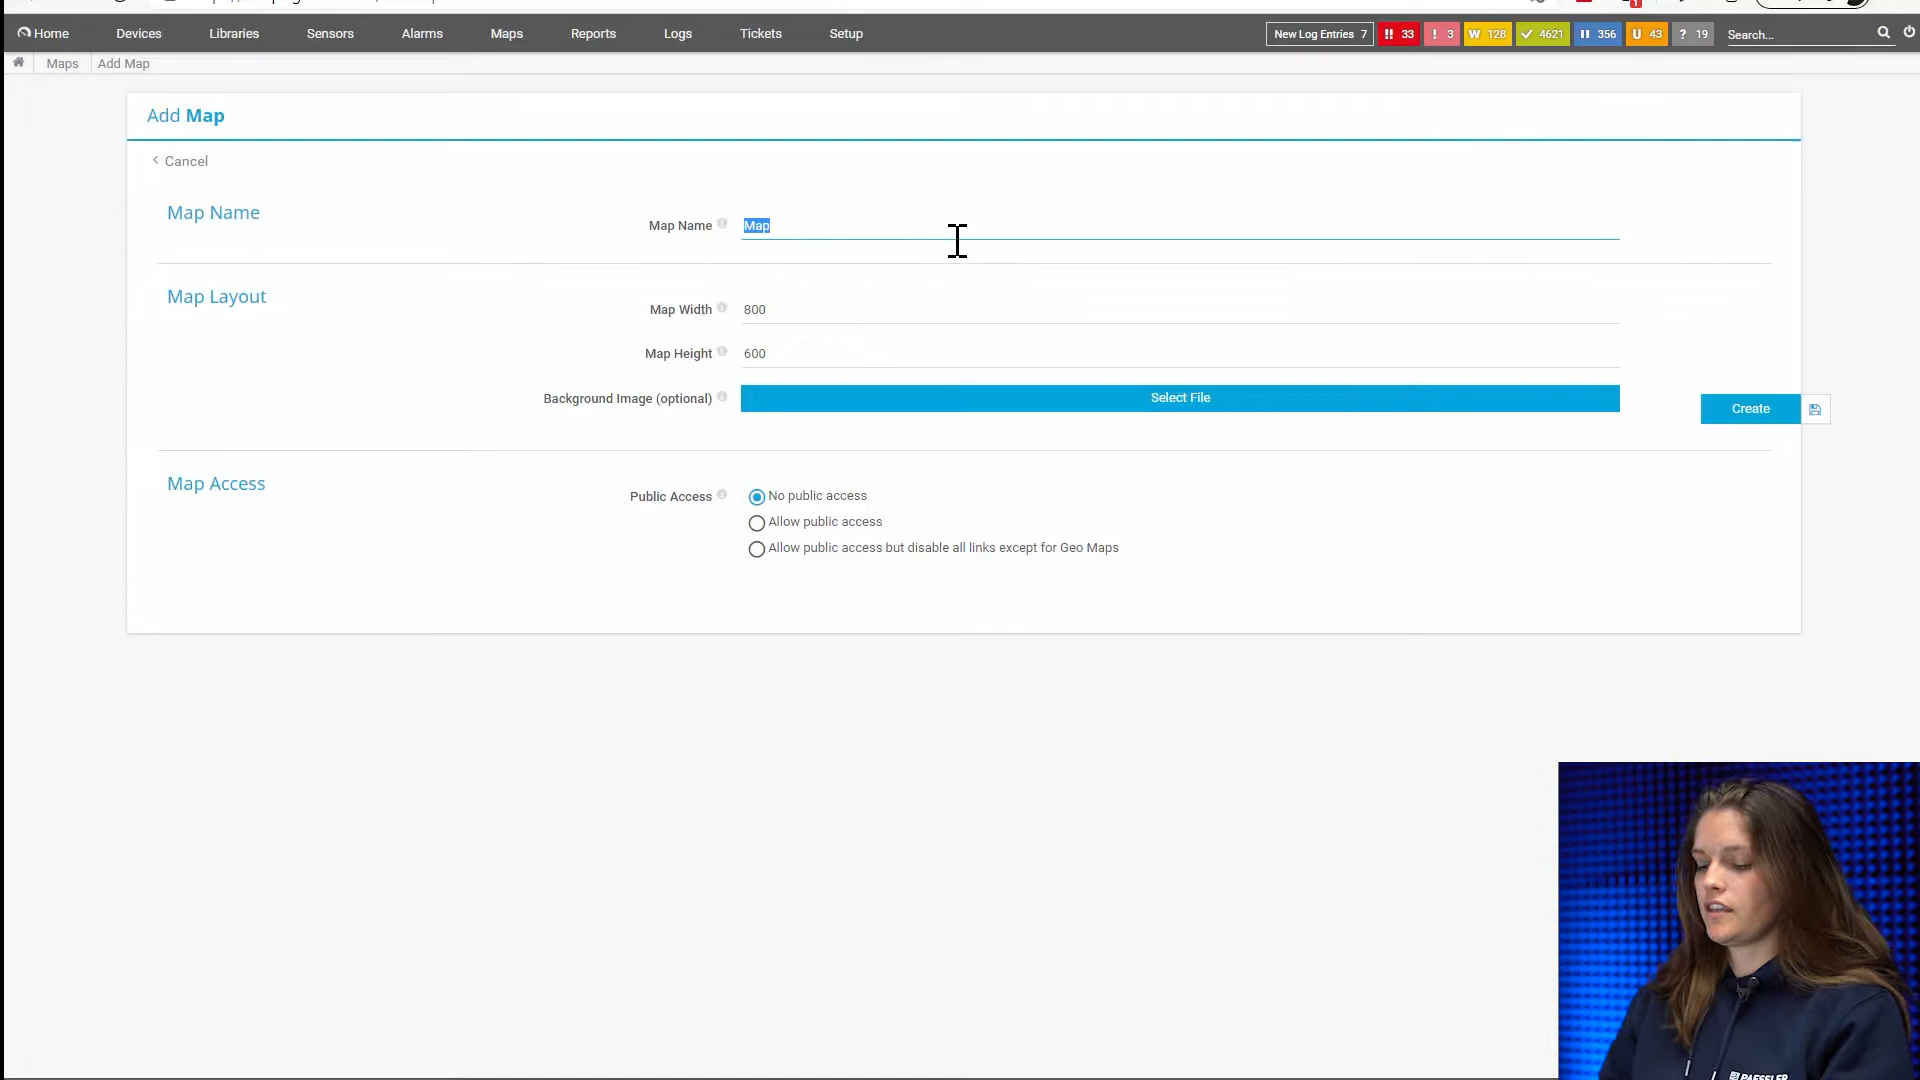 Home Devices Libraries Sensors Alarms Maps Reports Logs Tickets Setup New Log Entries 7 !! 33 ! 3 W 128 4621 356 U 43 ? 19 Search...
Maps Add Map
Add Map
< Cancel
Map Name
Map Name Map
Map Layout
Map Width 800
Map Height 600
Background Image (optional) Select File
Create
Map Access
Public Access No public access
Allow public access
Allow public access but disable all links except for Geo Maps
PAESSLER